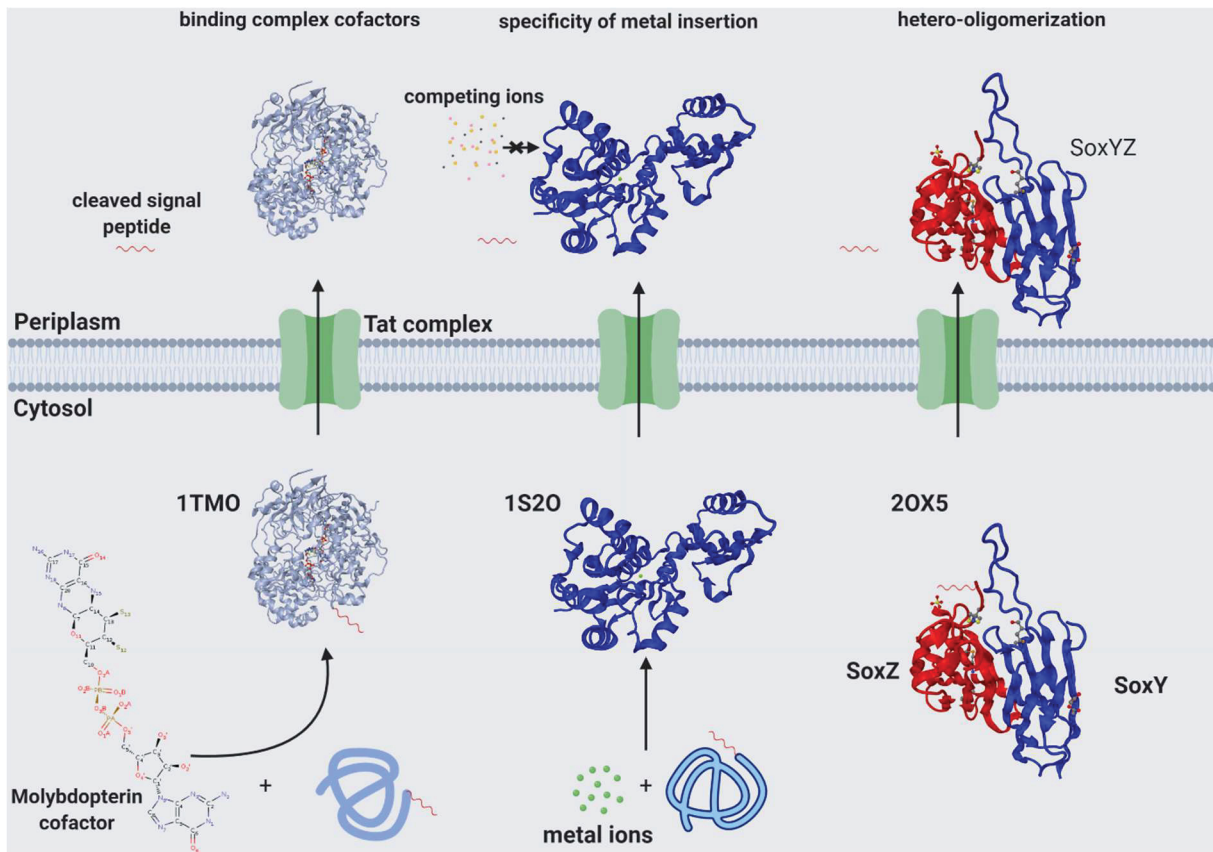 binding complex cofactors
specificity of metal insertion
hetero-oligomerization
competing ions
SoxYZ
cleaved signal
peptide
Periplasm
Tat complex
Cytosol
1TMO
1S2O
2OX5
SoxZ
SoxY
+
+
Molybdopterin
cofactor
metal ions